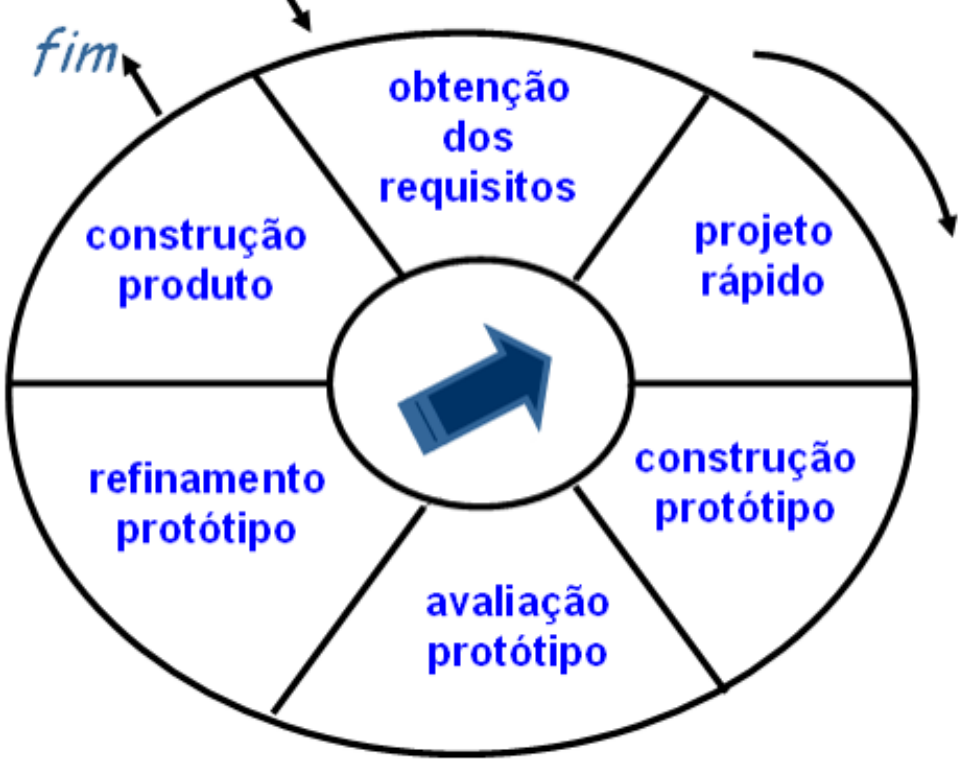 fim
obtenção
dos
requisitos
projeto
rápido
construção
protótipo
avaliação
protótipo
refinamento
protótipo
construção
produto